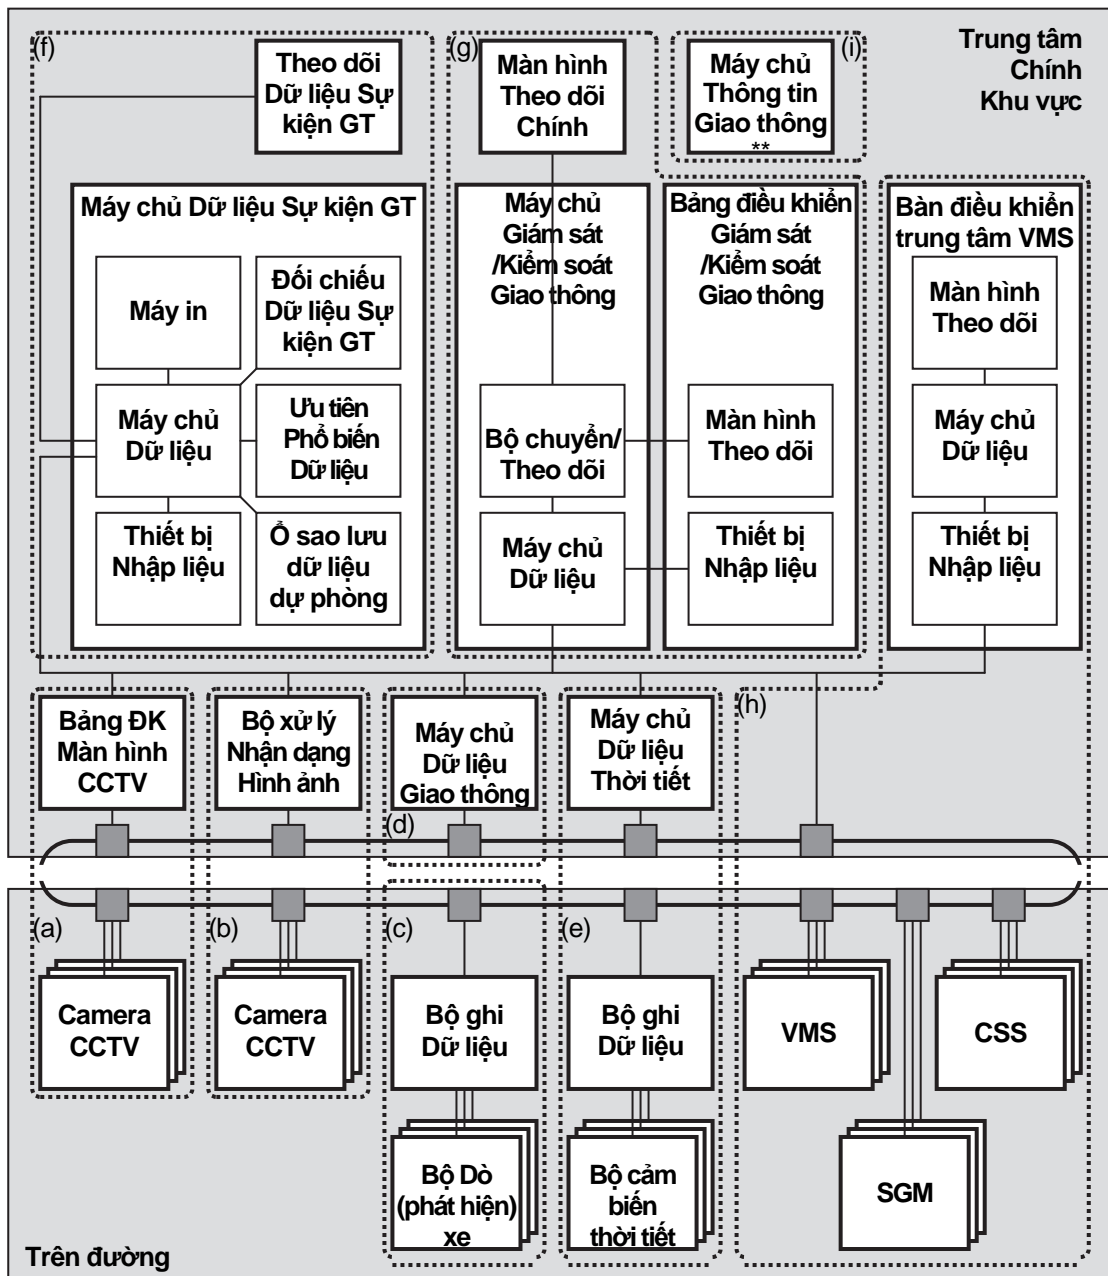 (f)
Theo dõi
Dữ liệu Sự
kiện GT
(g)
Màn hình
Theo dõi
Chính
Máy chủ
Thông tin
Giao thông
**
(i)
Trung tâm
Chính
Khu vực
Máy chủ Dữ liệu Sự kiện GT
Máy in
Đối chiếu
Dữ liệu Sự
kiện GT
Máy chủ
Dữ liệu
Ưu tiên
Phổ biến
Dữ liệu
Thiết bị
Nhập liệu
Ổ sao lưu
dữ liệu
dự phòng
Máy chủ
Giám sát
/Kiểm soát
Giao thông
Bộ chuyển/
Theo dõi
Máy chủ
Dữ liệu
Bảng điều khiển
Giám sát
/Kiểm soát
Giao thông
Màn hình
Theo dõi
Thiết bị
Nhập liệu
Bàn điều khiển
trung tâm VMS
Màn hình
Theo dõi
Máy chủ
Dữ liệu
Thiết bị
Nhập liệu
Bảng ĐK
Màn hình
CCTV
Bộ xử lý
Nhận dạng
Hình ảnh
Máy chủ
Dữ liệu
Giao thông
(d)
Máy chủ
Dữ liệu
Thời tiết
(h)
(a)
Camera
CCTV
(b)
Camera
CCTV
(c)
Bộ ghi
Dữ liệu
Bộ Dò
(phát hiện)
xe
(e)
Bộ ghi
Dữ liệu
Bộ cảm
biến
thời tiết
VMS
SGM
CSS
Trên đường